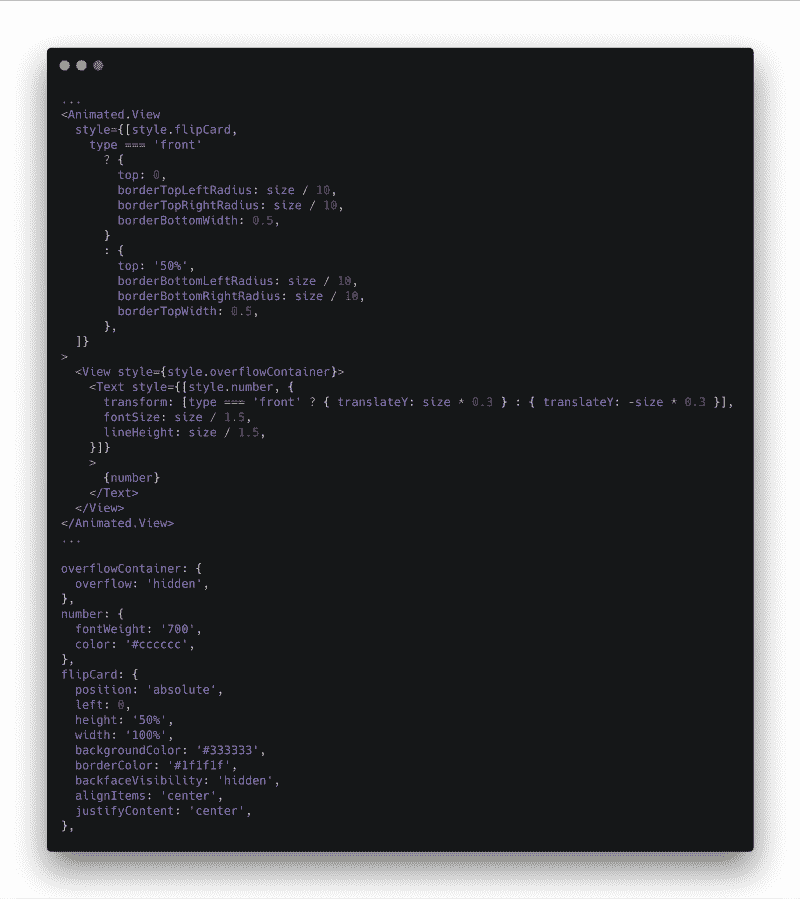 ...
<Animated.View
  style={[style.flipCard,
    type === 'front'
      ? {
        top: 0,
        borderTopLeftRadius: size / 10,
        borderTopRightRadius: size / 10,
        borderBottomWidth: 0.5,
      }
      : {
        top: '50%',
        borderBottomLeftRadius: size / 10,
        borderBottomRightRadius: size / 10,
        borderTopWidth: 0.5,
      },
  ]}
>
  <View style={style.overflowContainer}>
    <Text style={[style.number, {
      transform: [type === 'front' ? { translateY: size * 0.3 } : { translateY: -size * 0.3 }],
      fontSize: size / 1.5,
      lineHeight: size / 1.5,
    }]}
    >
      {number}
    </Text>
  </View>
</Animated.View>
...
overflowContainer: {
  overflow: 'hidden',
},
number: {
  fontWeight: '700',
  color: '#cccccc',
},
flipCard: {
  position: 'absolute',
  left: 0,
  height: '50%',
  width: '100%',
  backgroundColor: '#333333',
  borderColor: '#1f1f1f',
  backfaceVisibility: 'hidden',
  alignItems: 'center',
  justifyContent: 'center',
},